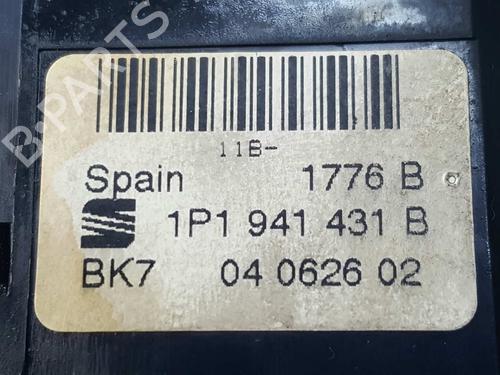 B-PARTS
11B-
Spain 1776 B
1P1 941 431 B
BK7 04 0626 02